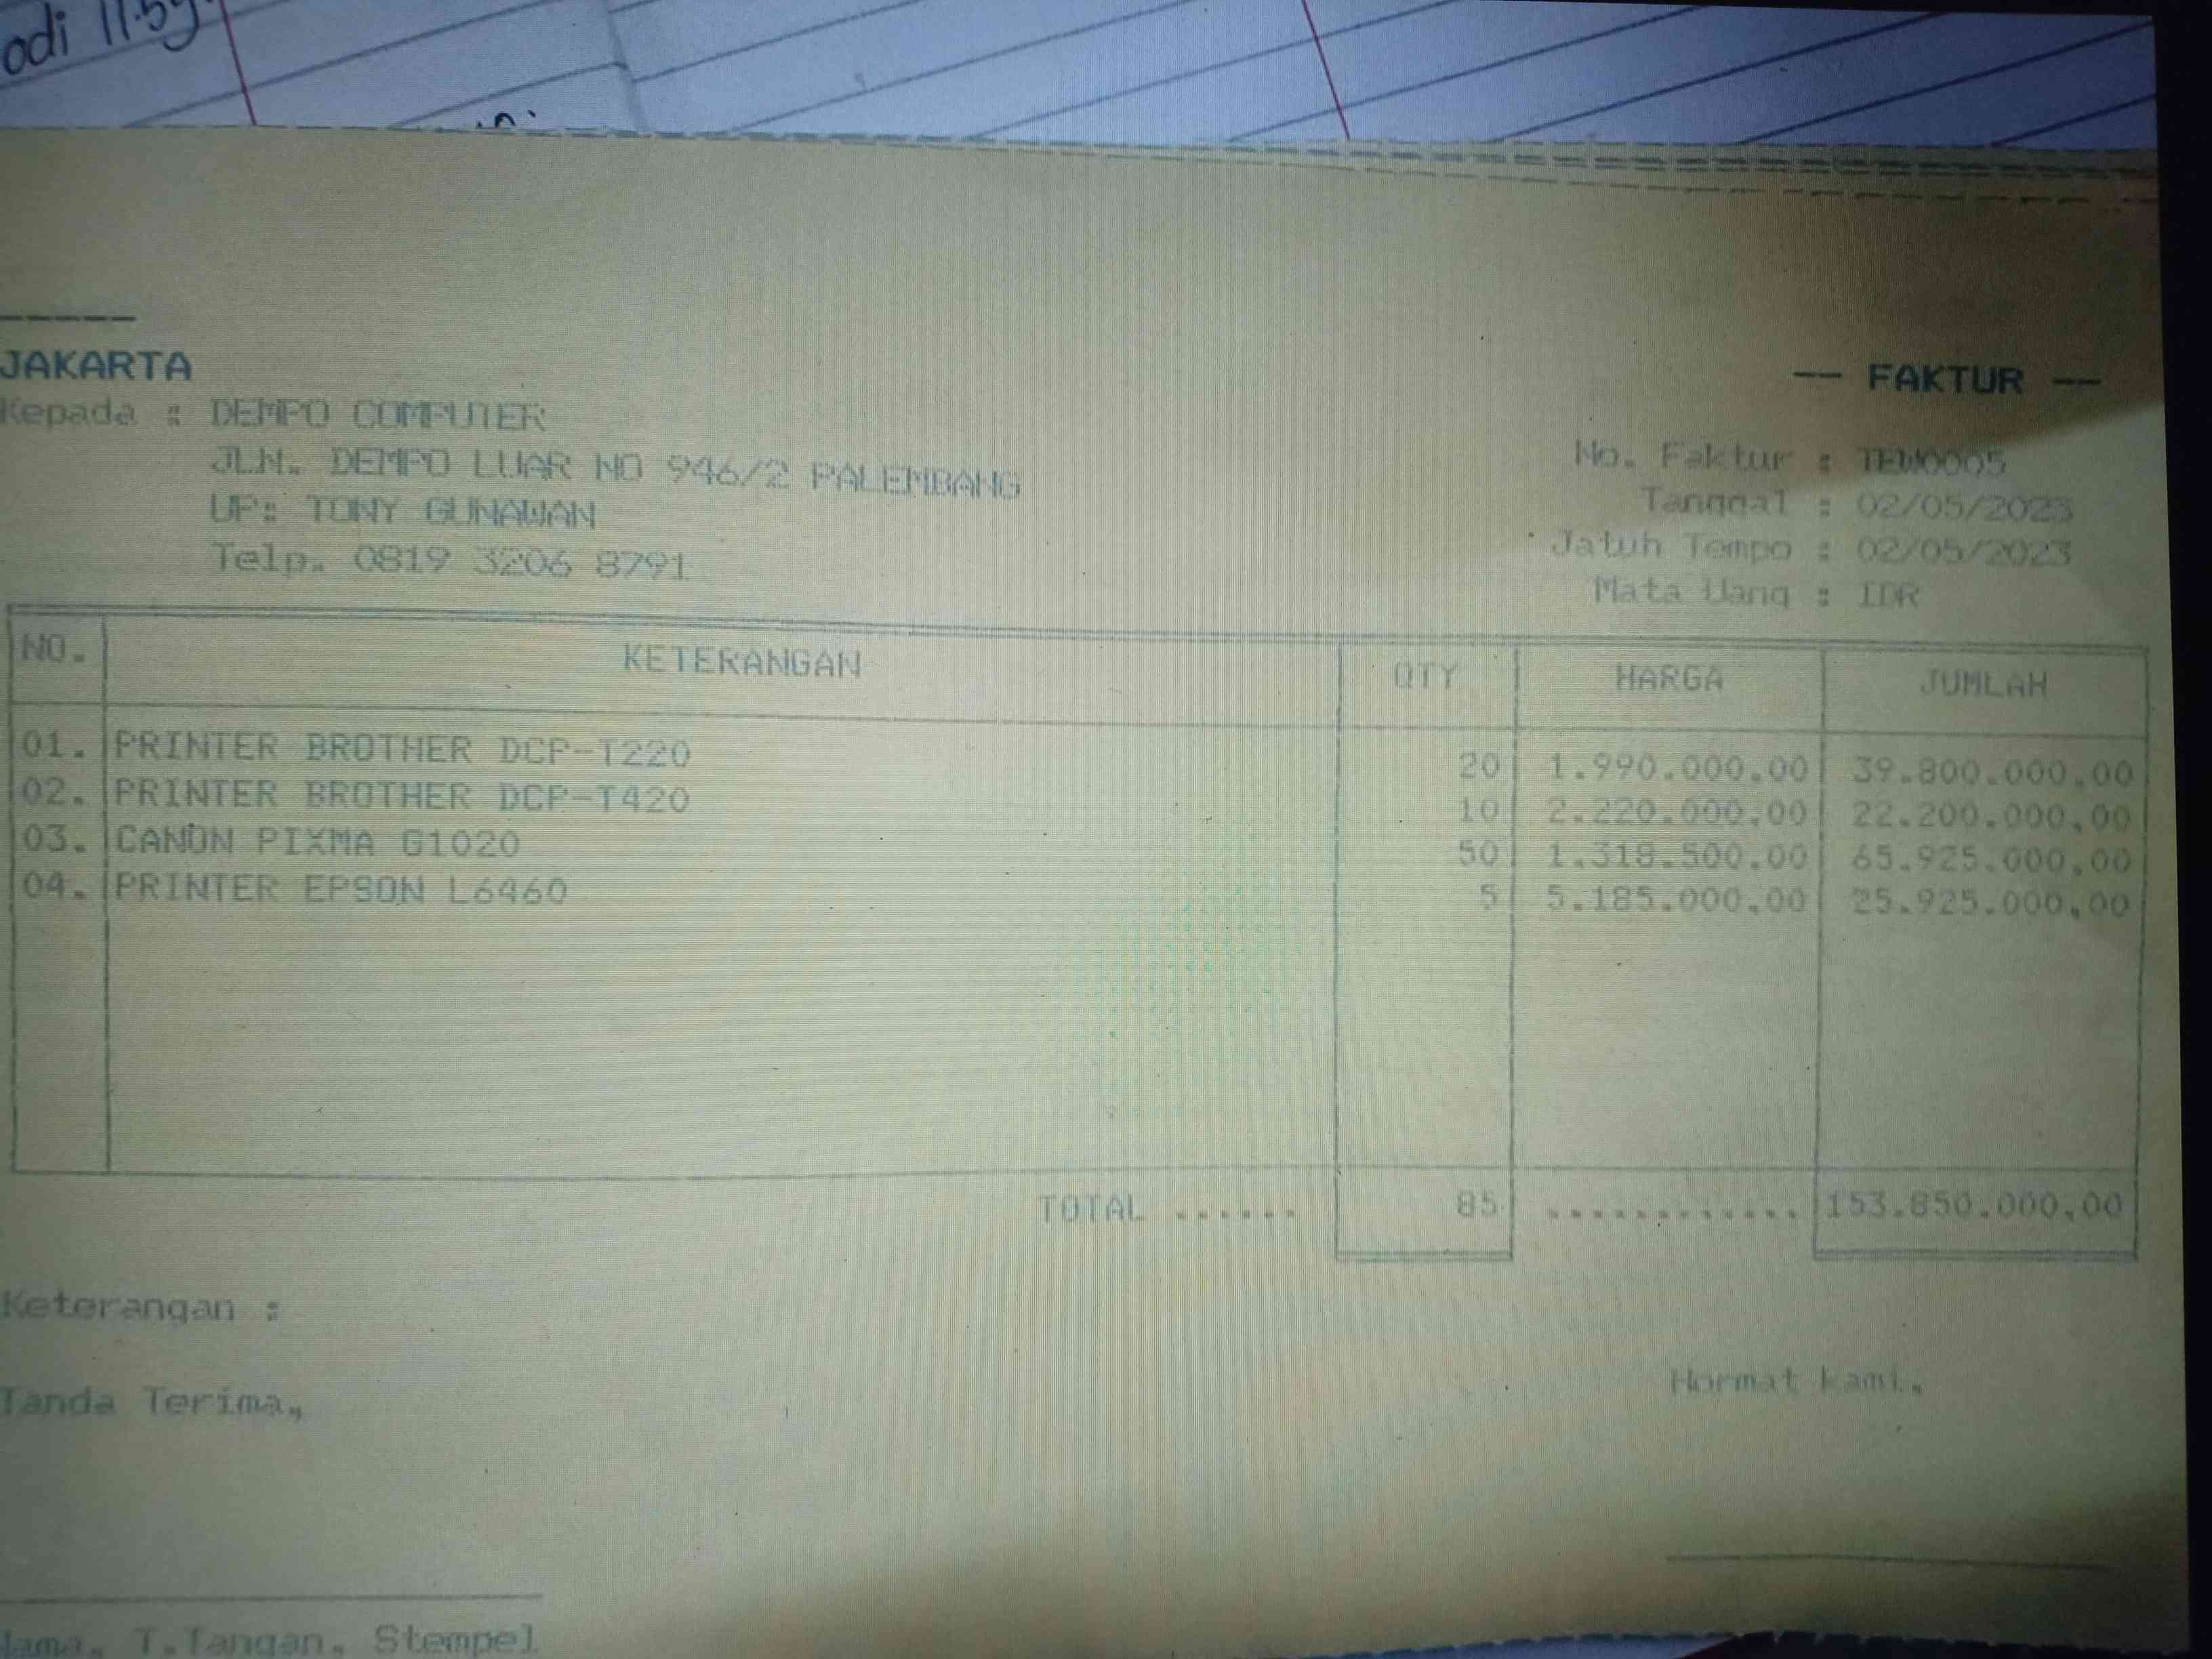 odi 11.59
-----
JAKARTA
-- FAKTUR --
Kepada : DEMPO COMPUTER
JLN. DEMPO LUAR NO 946/2 PALEMBANG
UP: TONY GUNAWAN
Telp. 0819 3206 8791
No. Faktur : TEW0005
Tanggal : 02/05/2023
Jatuh Tempo : 02/05/2023
Mata Uang : IDR
NO. KETERANGAN QTY HARGA JUMLAH
01. PRINTER BROTHER DCP-T220 20 1.990.000,00 39.800.000,00
02. PRINTER BROTHER DCP-T420 10 2.220.000,00 22.200.000,00
03. CANON PIXMA G1020 50 1.318.500,00 65.925.000,00
04. PRINTER EPSON L6460 5 5.185.000,00 25.925.000,00
TOTAL ...... 85 ............ 153.850.000,00
Keterangan :
Tanda Terima,
Hormat kami,
Nama, T.Tangan, Stempel